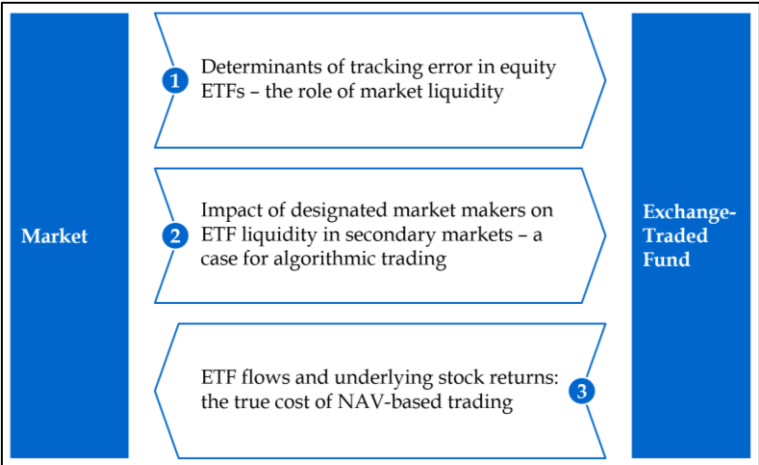 Market
1
Determinants of tracking error in equity
ETFs – the role of market liquidity
2
Impact of designated market makers on
ETF liquidity in secondary markets – a
case for algorithmic trading
ETF flows and underlying stock returns:
the true cost of NAV-based trading
3
Exchange-
Traded
Fund